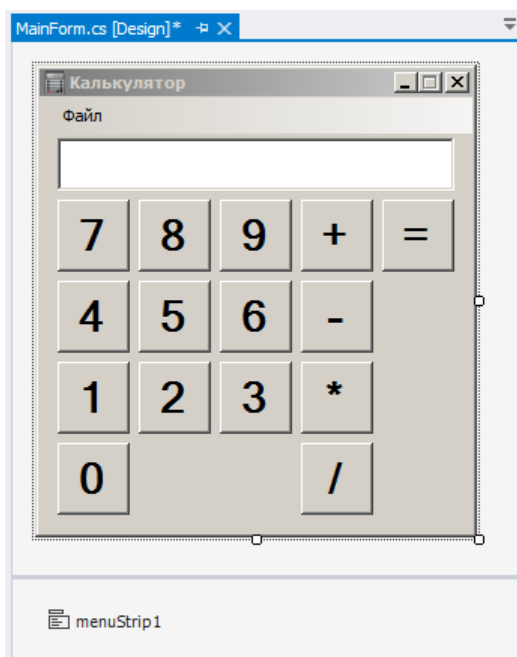 MainForm.cs [Design]*
Калькулятор
Файл
7 8 9 + =
4 5 6 -
1 2 3 *
0 /
menuStrip1